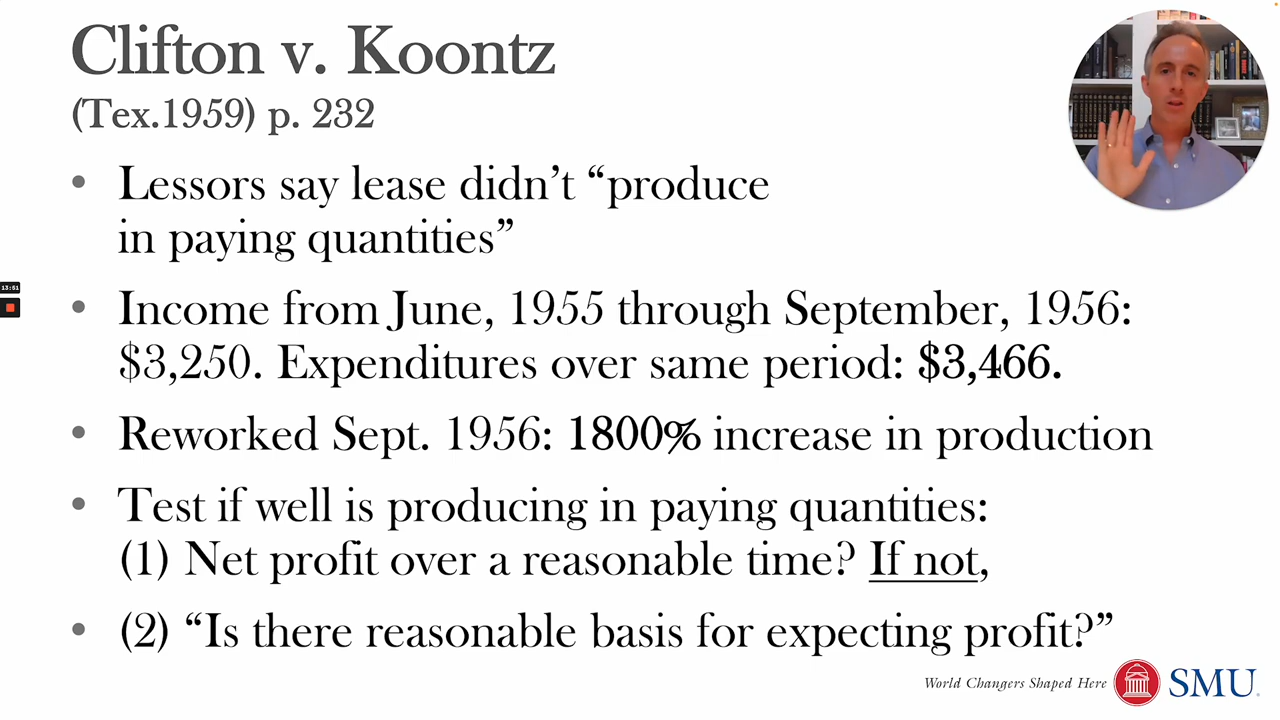 Clifton v. Koontz
(Tex.1959) p. 232
• Lessors say lease didn’t “produce
in paying quantities”
• Income from June, 1955 through September, 1956:
$3,250. Expenditures over same period: $3,466.
• Reworked Sept. 1956: 1800% increase in production
• Test if well is producing in paying quantities:
(1) Net profit over a reasonable time? If not,
• (2) “Is there reasonable basis for expecting profit?”
World Changers Shaped Here
SMU
13:51